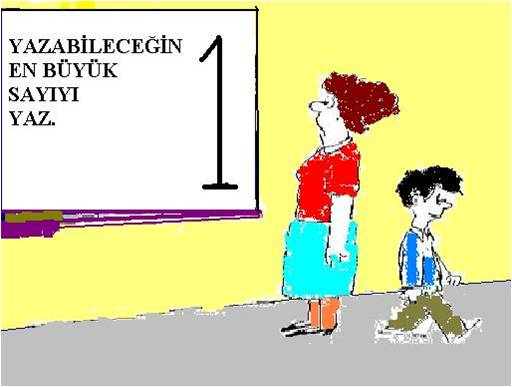 YAZABİLECEĞİN
EN BÜYÜK
SAYIYI
YAZ.
1